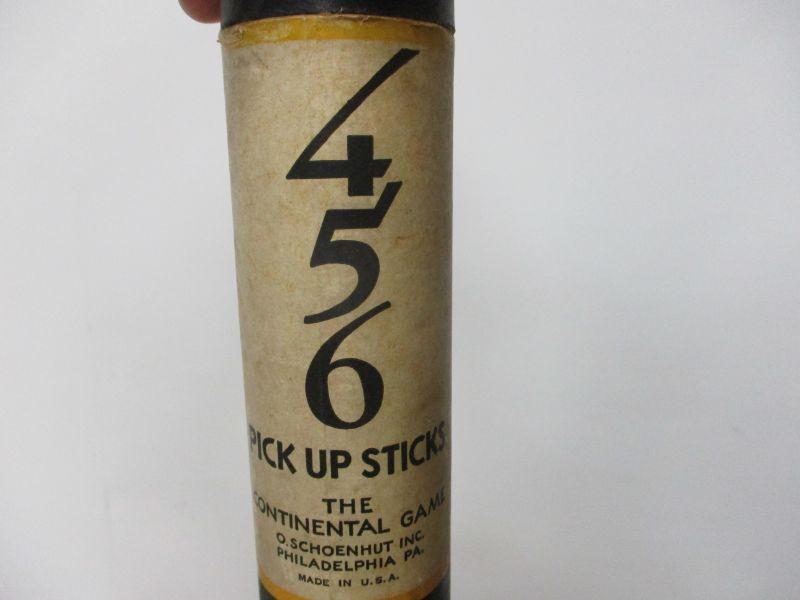 4
5
6
PICK UP STICKS
THE
CONTINENTAL GAME
O. SCHOENHUT INC.
PHILADELPHIA PA.
MADE IN U.S.A.